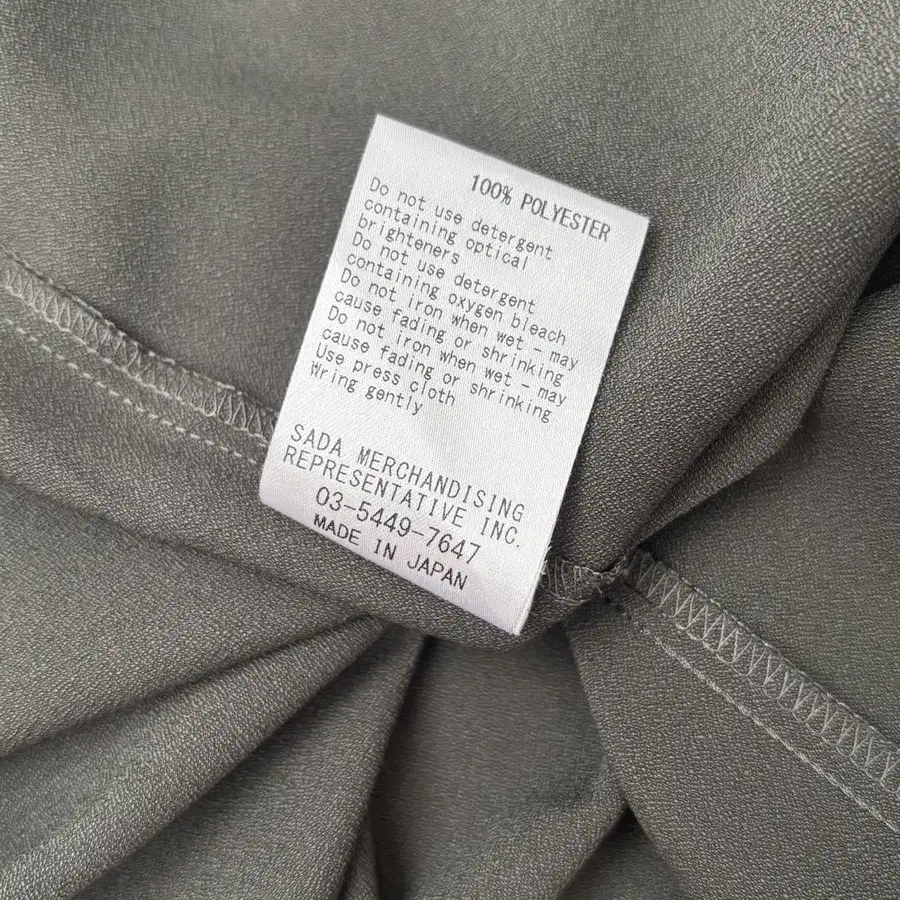 100% POLYESTER
Do not use detergent
containing optical
brighteners
Do not use detergent
containing oxygen bleach
Do not iron when wet - may
cause fading or shrinking
Do not iron when wet - may
cause fading or shrinking
Use press cloth
Wring gently
SADA MERCHANDISING
REPRESENTATIVE INC.
03-5449-7647
MADE IN JAPAN